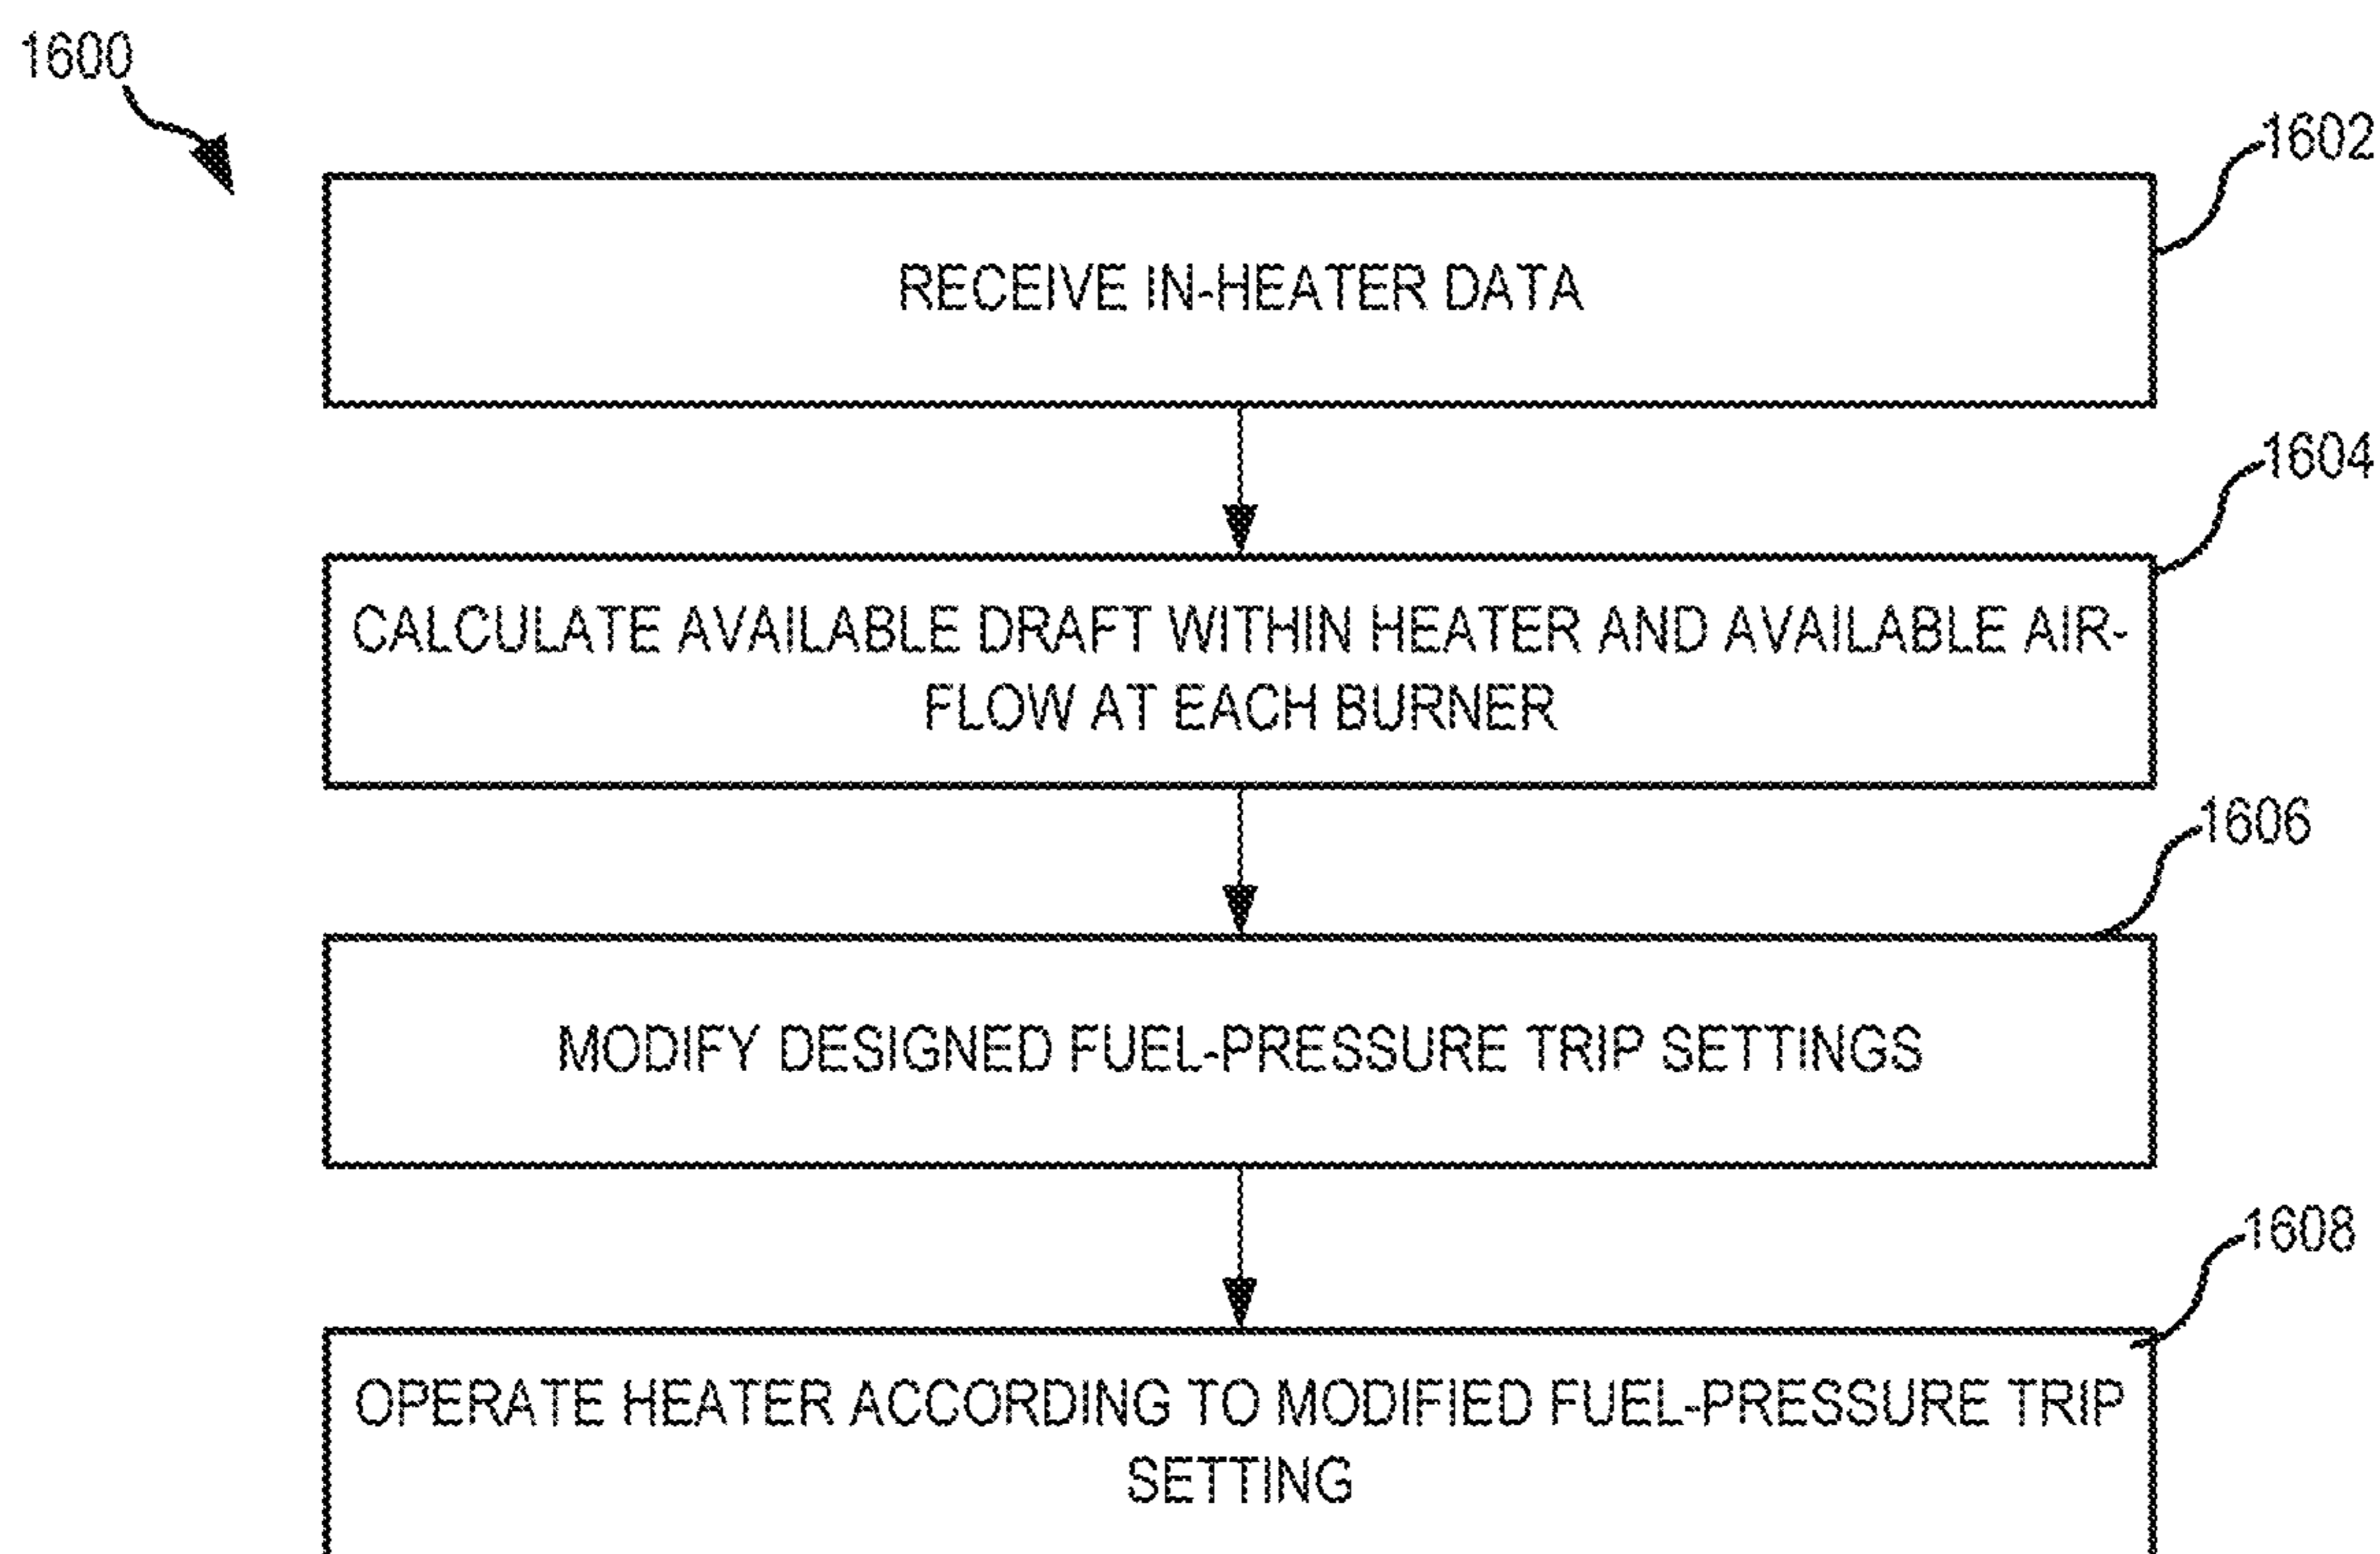 1600
1602
RECEIVE IN-HEATER DATA
1604
CALCULATE AVAILABLE DRAFT WITHIN HEATER AND AVAILABLE AIR-
FLOW AT EACH BURNER
1606
MODIFY DESIGNED FUEL-PRESSURE TRIP SETTINGS
1608
OPERATE HEATER ACCORDING TO MODIFIED FUEL-PRESSURE TRIP
SETTING